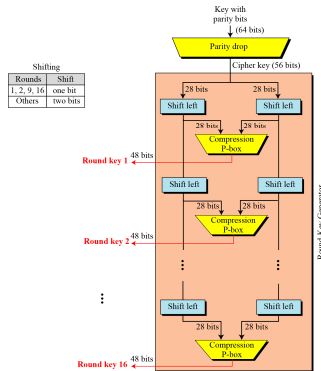 Key with
parity bits
(64 bits)
Parity drop
Cipher key (56 bits)
Shifting
Rounds Shift
1, 2, 9, 16 one bit
Others two bits
28 bits 28 bits
Shift left Shift left
28 bits 28 bits
Compression
P-box
48 bits
Round key 1
Shift left Shift left
28 bits 28 bits
Compression
P-box
48 bits
Round key 2
Shift left Shift left
28 bits 28 bits
Compression
P-box
48 bits
Round key 16
Round Key Generator